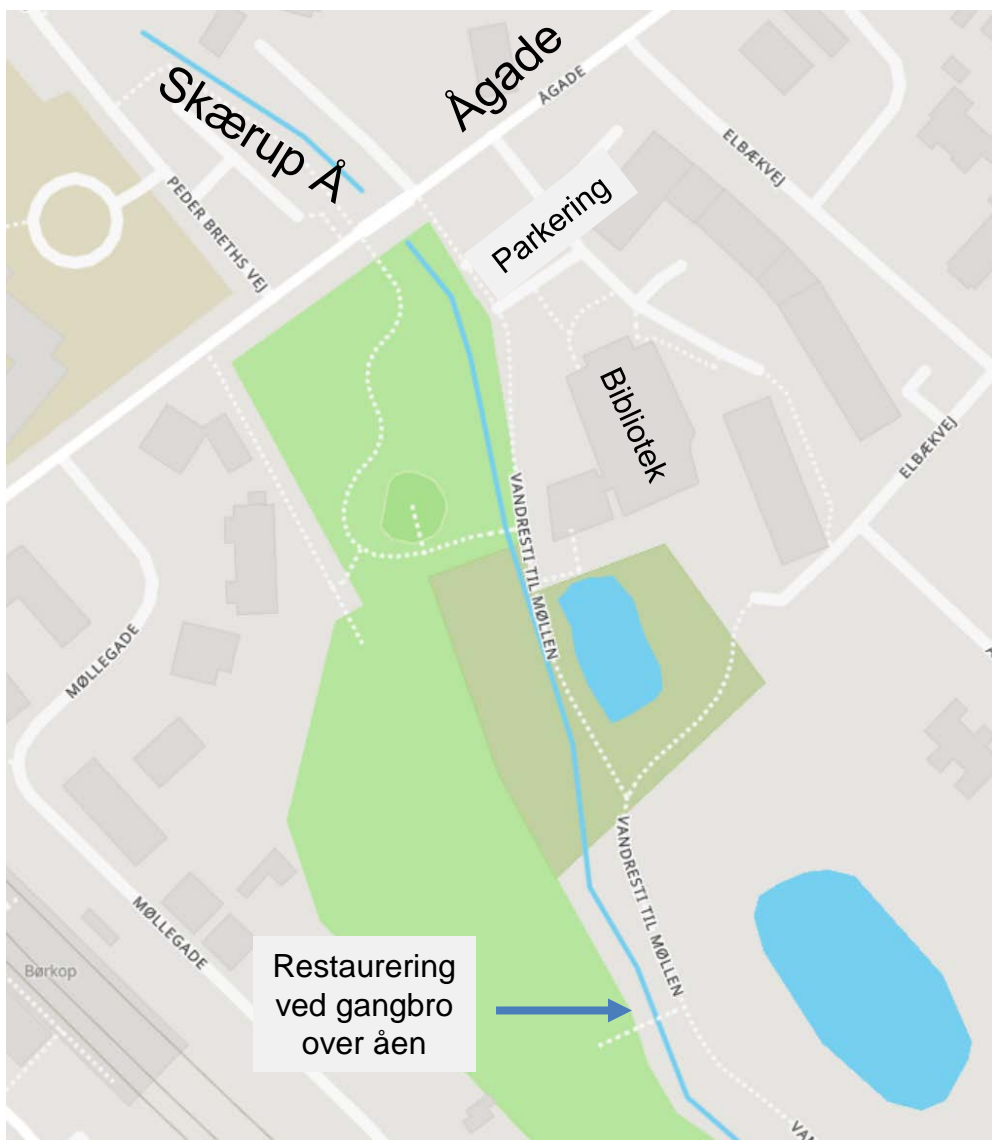 Skærup Å
Ågade
ÅGADE
ELBÆKVEJ
PEDER BRETHS VEJ
Parkering
Bibliotek
ELBÆKVEJ
VANDRESTI TIL MØLLEN
MØLLEGADE
VANDRESTI TIL MØLLEN
MØLLEGADE
Børkop
Restaurering
ved gangbro
over åen